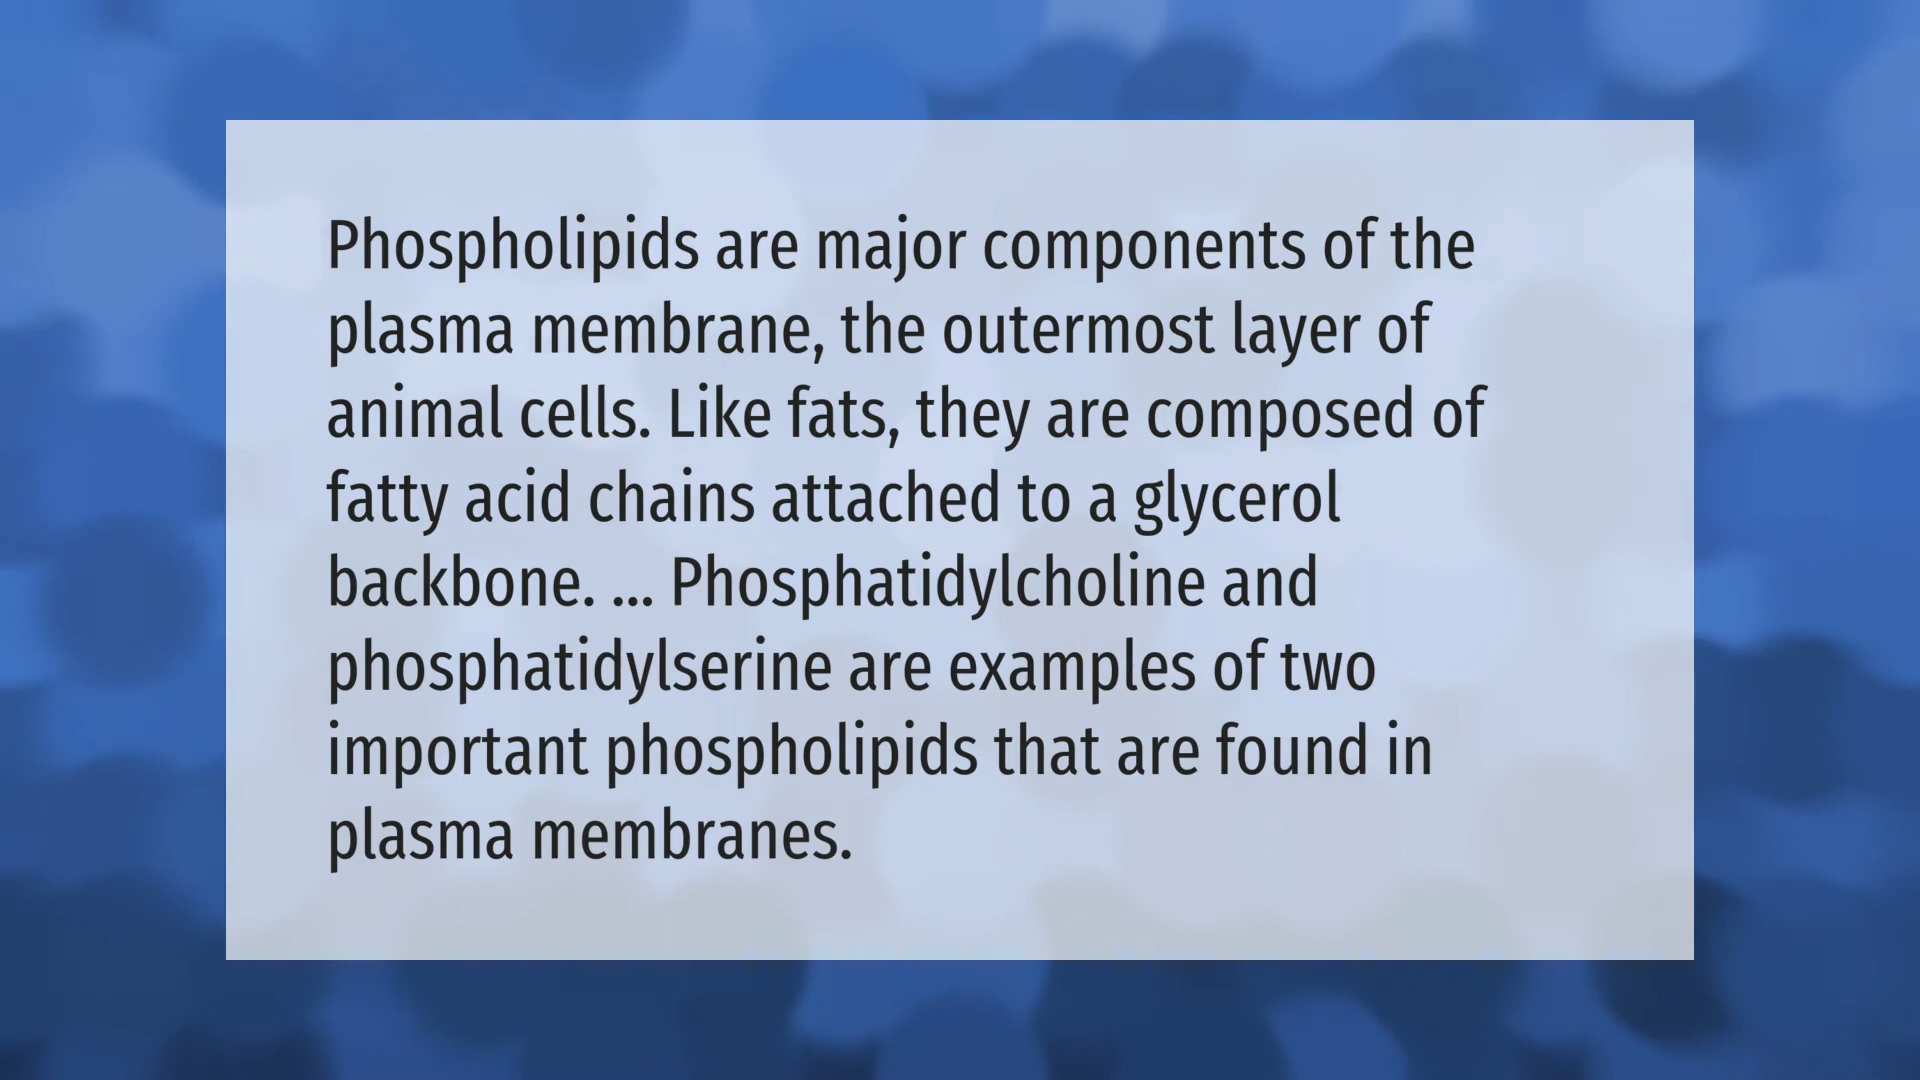 Phospholipids are major components of the
plasma membrane, the outermost layer of
animal cells. Like fats, they are composed of
fatty acid chains attached to a glycerol
backbone. ... Phosphatidylcholine and
phosphatidylserine are examples of two
important phospholipids that are found in
plasma membranes.